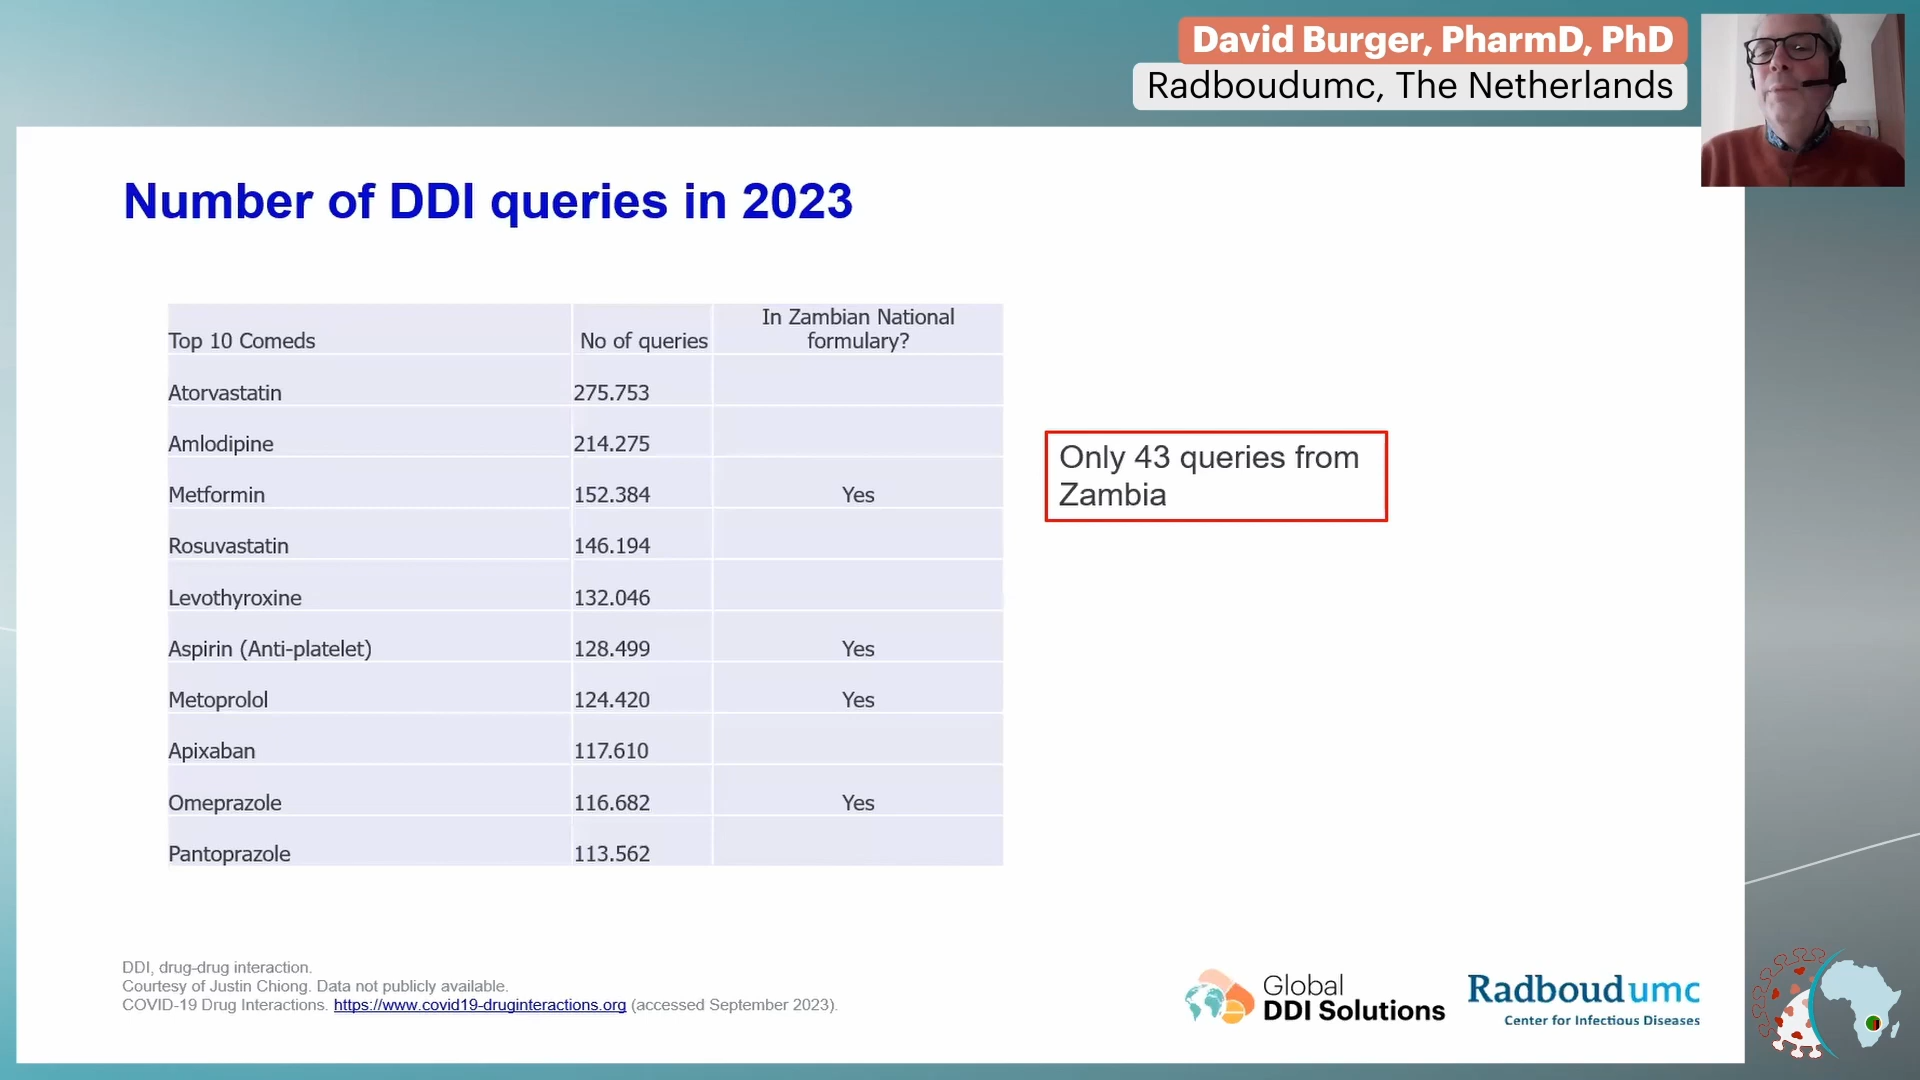 David Burger, PharmD, PhD
Radboudumc, The Netherlands
Number of DDI queries in 2023
Top 10 Comeds No of queries In Zambian National formulary?
Atorvastatin 275.753
Amlodipine 214.275
Metformin 152.384 Yes
Rosuvastatin 146.194
Levothyroxine 132.046
Aspirin (Anti-platelet) 128.499 Yes
Metoprolol 124.420 Yes
Apixaban 117.610
Omeprazole 116.682 Yes
Pantoprazole 113.562
Only 43 queries from
Zambia
DDI, drug-drug interaction.
Courtesy of Justin Chiong. Data not publicly available.
COVID-19 Drug Interactions. https://www.covid19-druginteractions.org (accessed September 2023).
Global
DDI Solutions
Radboudumc
Center for Infectious Diseases